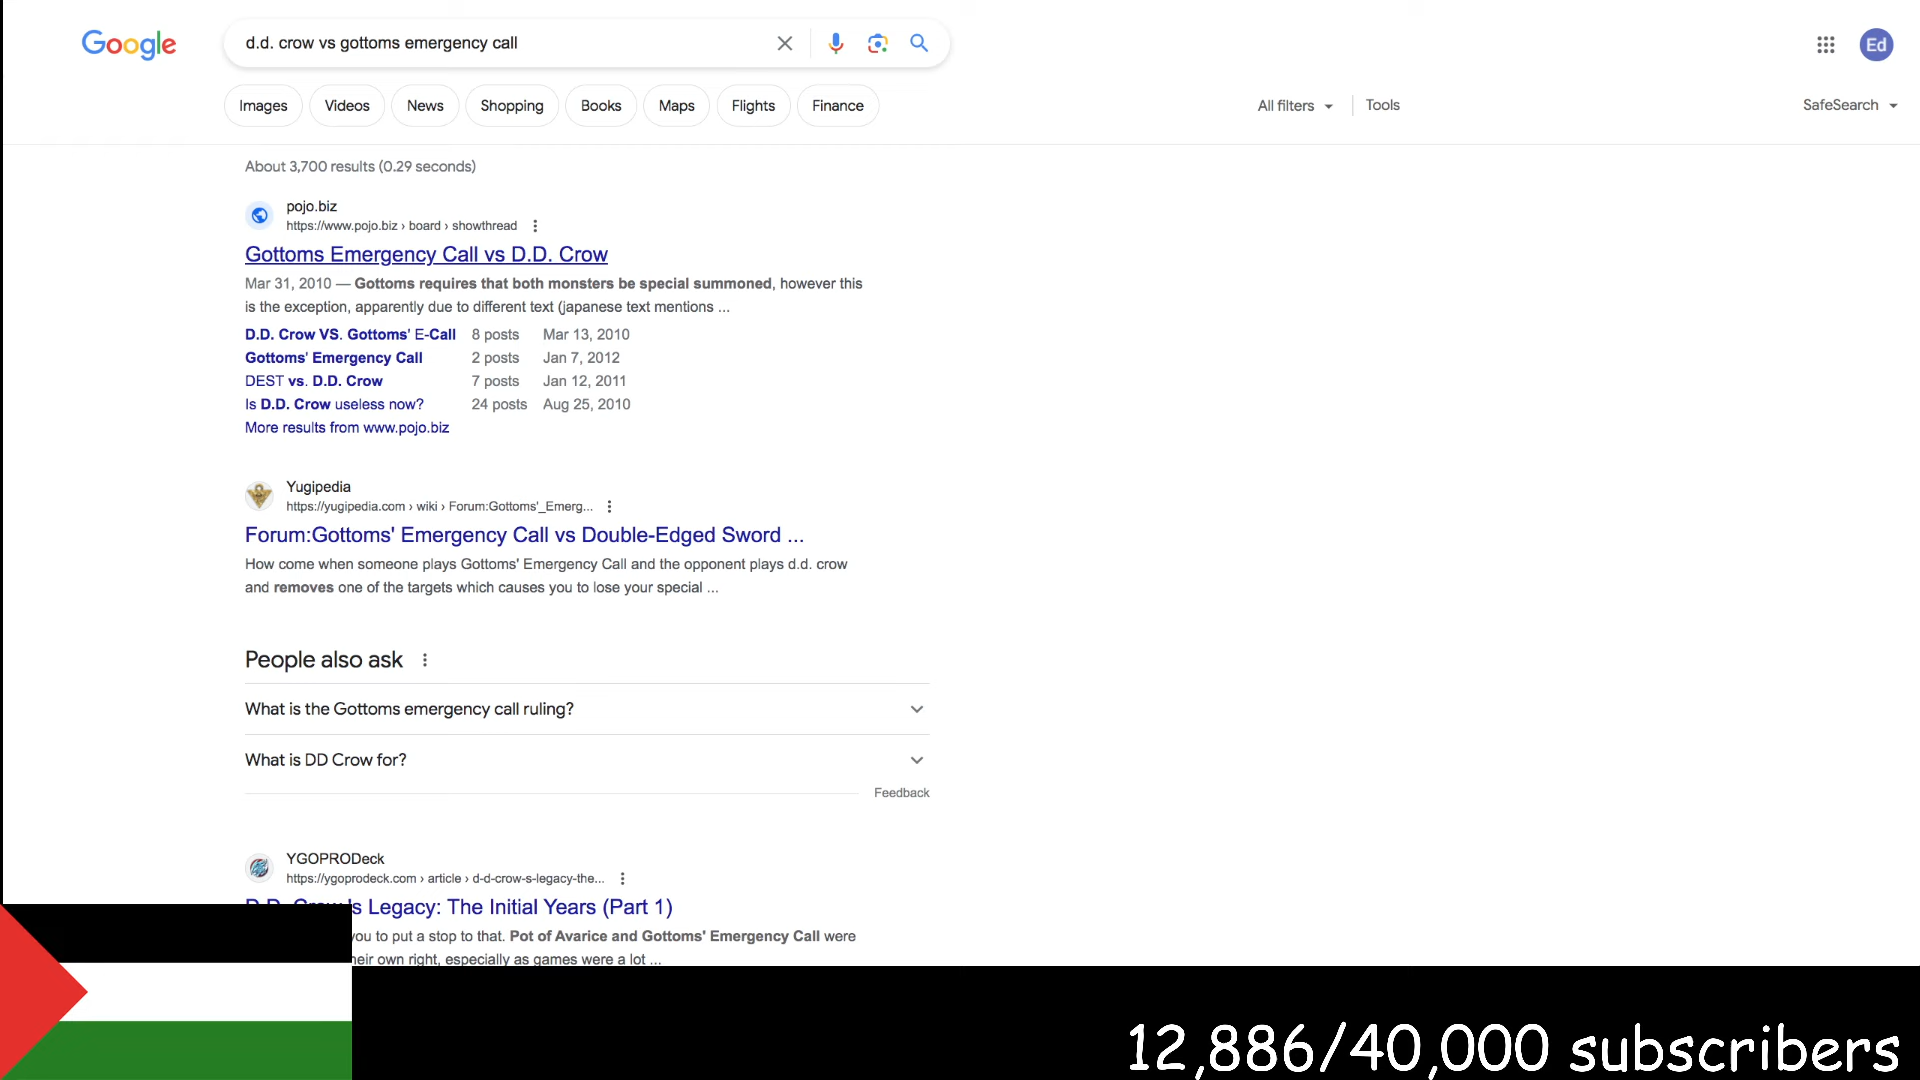 Google
d.d. crow vs gottoms emergency call
Ed
Images Videos News Shopping Books Maps Flights Finance
All filters Tools SafeSearch
About 3,700 results (0.29 seconds)
pojo.biz
https://www.pojo.biz › board › showthread
Gottoms Emergency Call vs D.D. Crow
Mar 31, 2010 — Gottoms requires that both monsters be special summoned, however this
is the exception, apparently due to different text (japanese text mentions ...
D.D. Crow VS. Gottoms' E-Call 8 posts Mar 13, 2010
Gottoms' Emergency Call 2 posts Jan 7, 2012
DEST vs. D.D. Crow 7 posts Jan 12, 2011
Is D.D. Crow useless now? 24 posts Aug 25, 2010
More results from www.pojo.biz
Yugipedia
https://yugipedia.com › wiki › Forum:Gottoms'_Emerg...
Forum:Gottoms' Emergency Call vs Double-Edged Sword ...
How come when someone plays Gottoms' Emergency Call and the opponent plays d.d. crow
and removes one of the targets which causes you to lose your special ...
People also ask
What is the Gottoms emergency call ruling?
What is DD Crow for?
Feedback
YGOPRODeck
https://ygoprodeck.com › article › d-d-crow-s-legacy-the...
Legacy: The Initial Years (Part 1)
you to put a stop to that. Pot of Avarice and Gottoms' Emergency Call were
own right, especially as games were a lot ...
12,886/40,000 subscribers